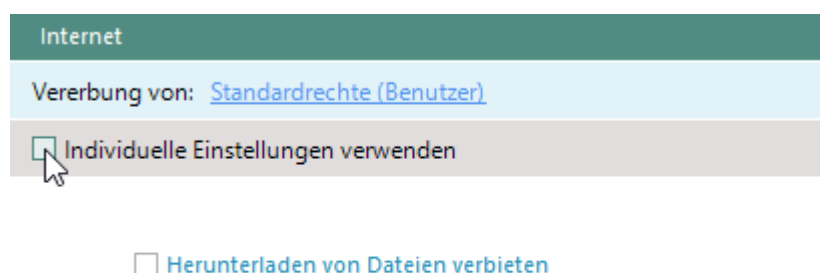 Internet
Vererbung von: Standardrechte (Benutzer)
Individuelle Einstellungen verwenden
Herunterladen von Dateien verbieten